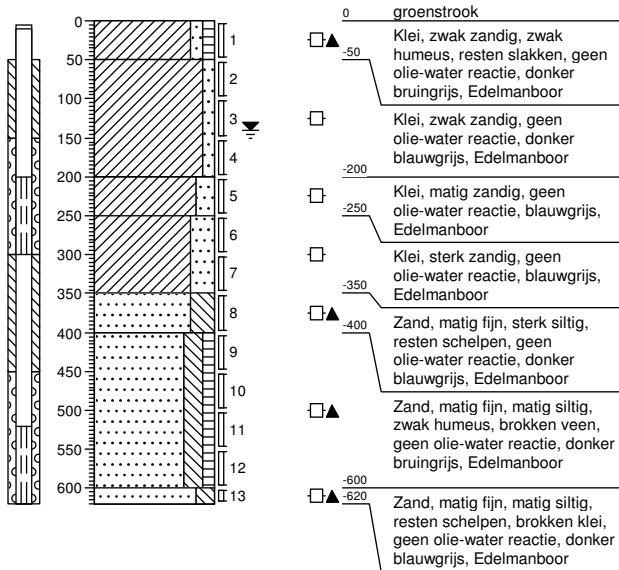 0
50
100
150
200
250
300
350
400
450
500
550
600
1
2
3
4
5
6
7
8
9
10
11
12
13
0
groenstrook
Klei, zwak zandig, zwak
humeus, resten slakken, geen
olie-water reactie, donker
bruingrijs, Edelmanboor
-50
Klei, zwak zandig, geen
olie-water reactie, donker
blauwgrijs, Edelmanboor
-200
Klei, matig zandig, geen
olie-water reactie, blauwgrijs,
Edelmanboor
-250
Klei, sterk zandig, geen
olie-water reactie, blauwgrijs,
Edelmanboor
-350
Zand, matig fijn, sterk siltig,
resten schelpen, geen
olie-water reactie, donker
blauwgrijs, Edelmanboor
-400
Zand, matig fijn, matig siltig,
zwak humeus, brokken veen,
geen olie-water reactie, donker
bruingrijs, Edelmanboor
-600
Zand, matig fijn, matig siltig,
resten schelpen, brokken klei,
geen olie-water reactie, donker
blauwgrijs, Edelmanboor
-620